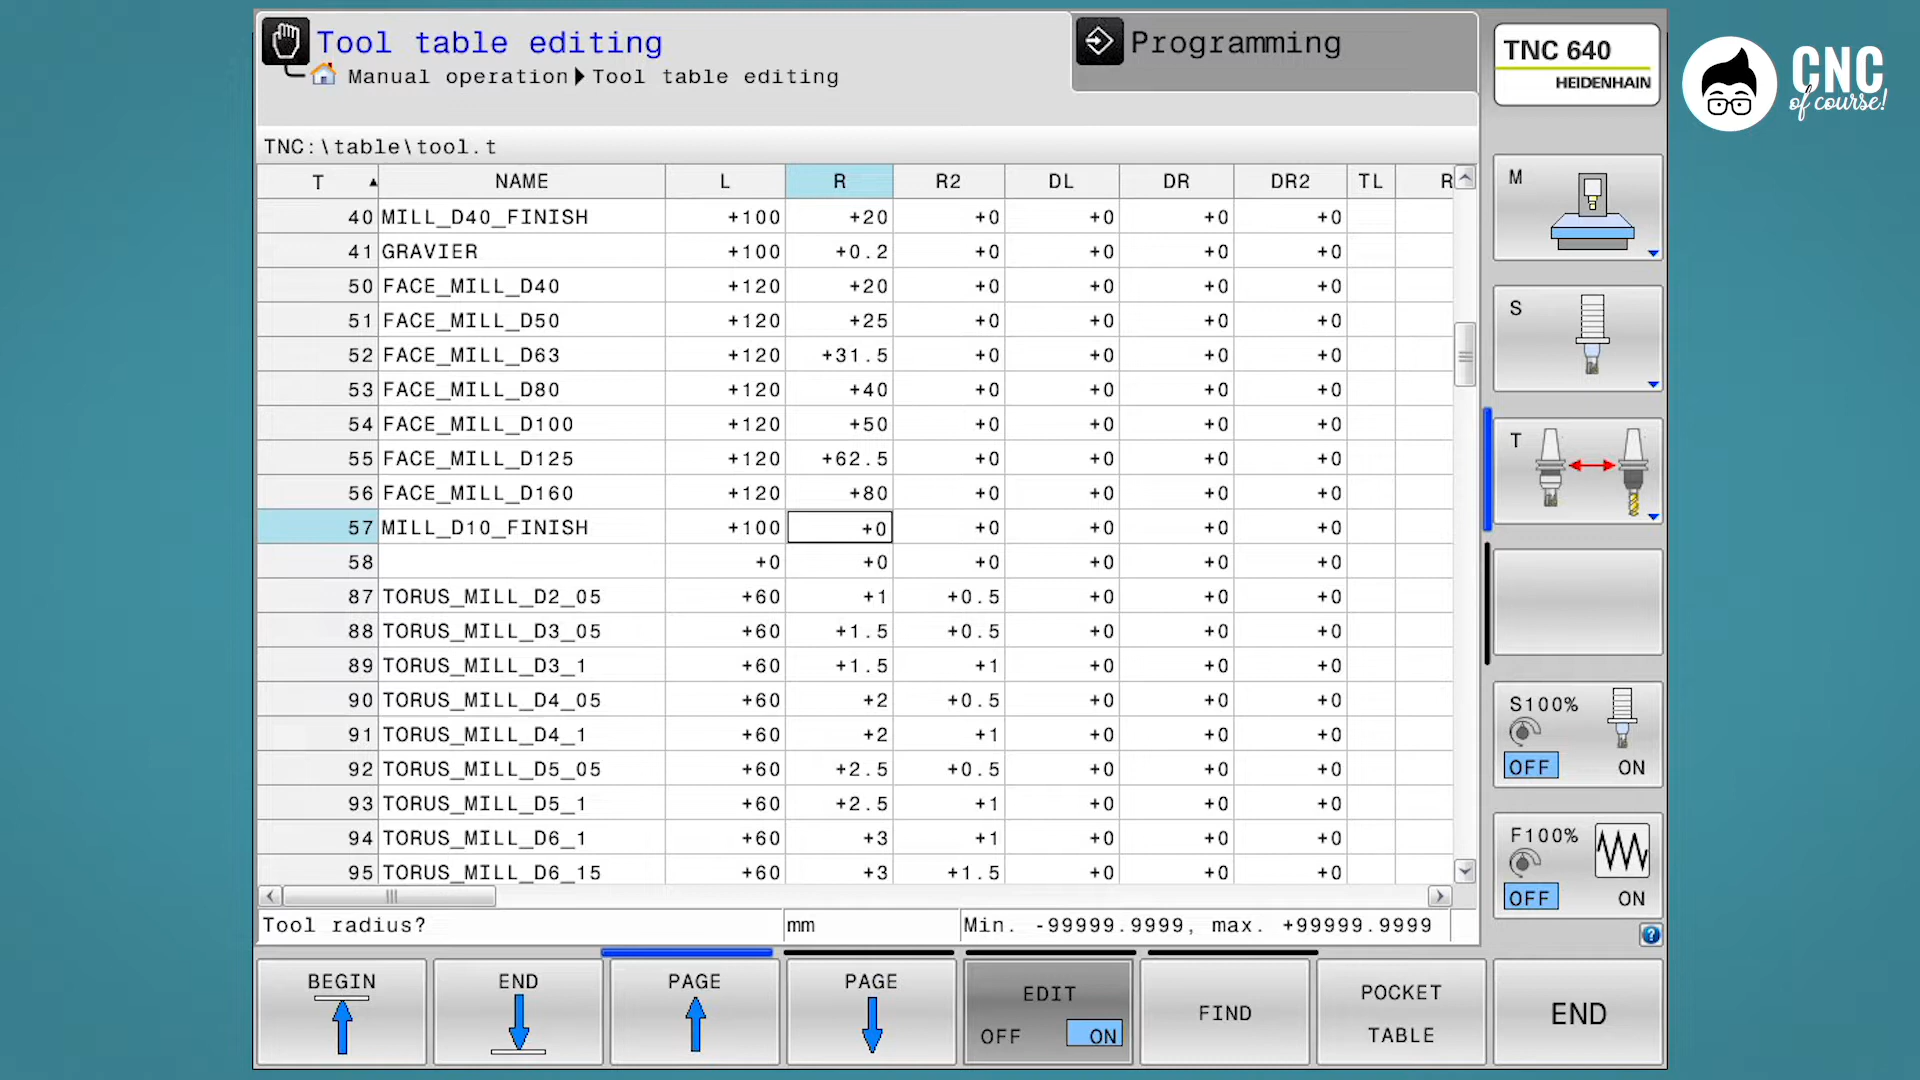 Tool table editing
Manual operation▶Tool table editing
Programming
TNC 640
HEIDENHAIN
CNC
of course!
TNC:\table\tool.t
T NAME L R R2 DL DR DR2 TL R
40 MILL_D40_FINISH +100 +20 +0 +0 +0 +0
41 GRAVIER +100 +0.2 +0 +0 +0 +0
50 FACE_MILL_D40 +120 +20 +0 +0 +0 +0
51 FACE_MILL_D50 +120 +25 +0 +0 +0 +0
52 FACE_MILL_D63 +120 +31.5 +0 +0 +0 +0
53 FACE_MILL_D80 +120 +40 +0 +0 +0 +0
54 FACE_MILL_D100 +120 +50 +0 +0 +0 +0
55 FACE_MILL_D125 +120 +62.5 +0 +0 +0 +0
56 FACE_MILL_D160 +120 +80 +0 +0 +0 +0
57 MILL_D10_FINISH +100 +0 +0 +0 +0 +0
58 +0 +0 +0 +0 +0 +0
87 TORUS_MILL_D2_05 +60 +1 +0.5 +0 +0 +0
88 TORUS_MILL_D3_05 +60 +1.5 +0.5 +0 +0 +0
89 TORUS_MILL_D3_1 +60 +1.5 +1 +0 +0 +0
90 TORUS_MILL_D4_05 +60 +2 +0.5 +0 +0 +0
91 TORUS_MILL_D4_1 +60 +2 +1 +0 +0 +0
92 TORUS_MILL_D5_05 +60 +2.5 +0.5 +0 +0 +0
93 TORUS_MILL_D5_1 +60 +2.5 +1 +0 +0 +0
94 TORUS_MILL_D6_1 +60 +3 +1 +0 +0 +0
95 TORUS_MILL_D6_15 +60 +3 +1.5 +0 +0 +0
Tool radius? mm Min. -99999.9999, max. +99999.9999
M
S
T
S100%
OFF ON
F100%
OFF ON
?
BEGIN
END
PAGE
PAGE
EDIT
OFF ON
FIND
POCKET
TABLE
END